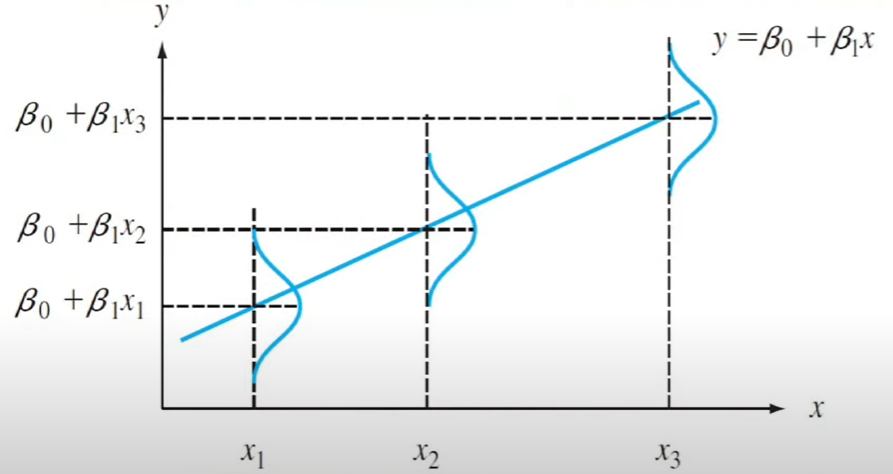 y
y = β₀ + β₁x
β₀ + β₁x₃
β₀ + β₁x₂
β₀ + β₁x₁
x
x₁ x₂ x₃